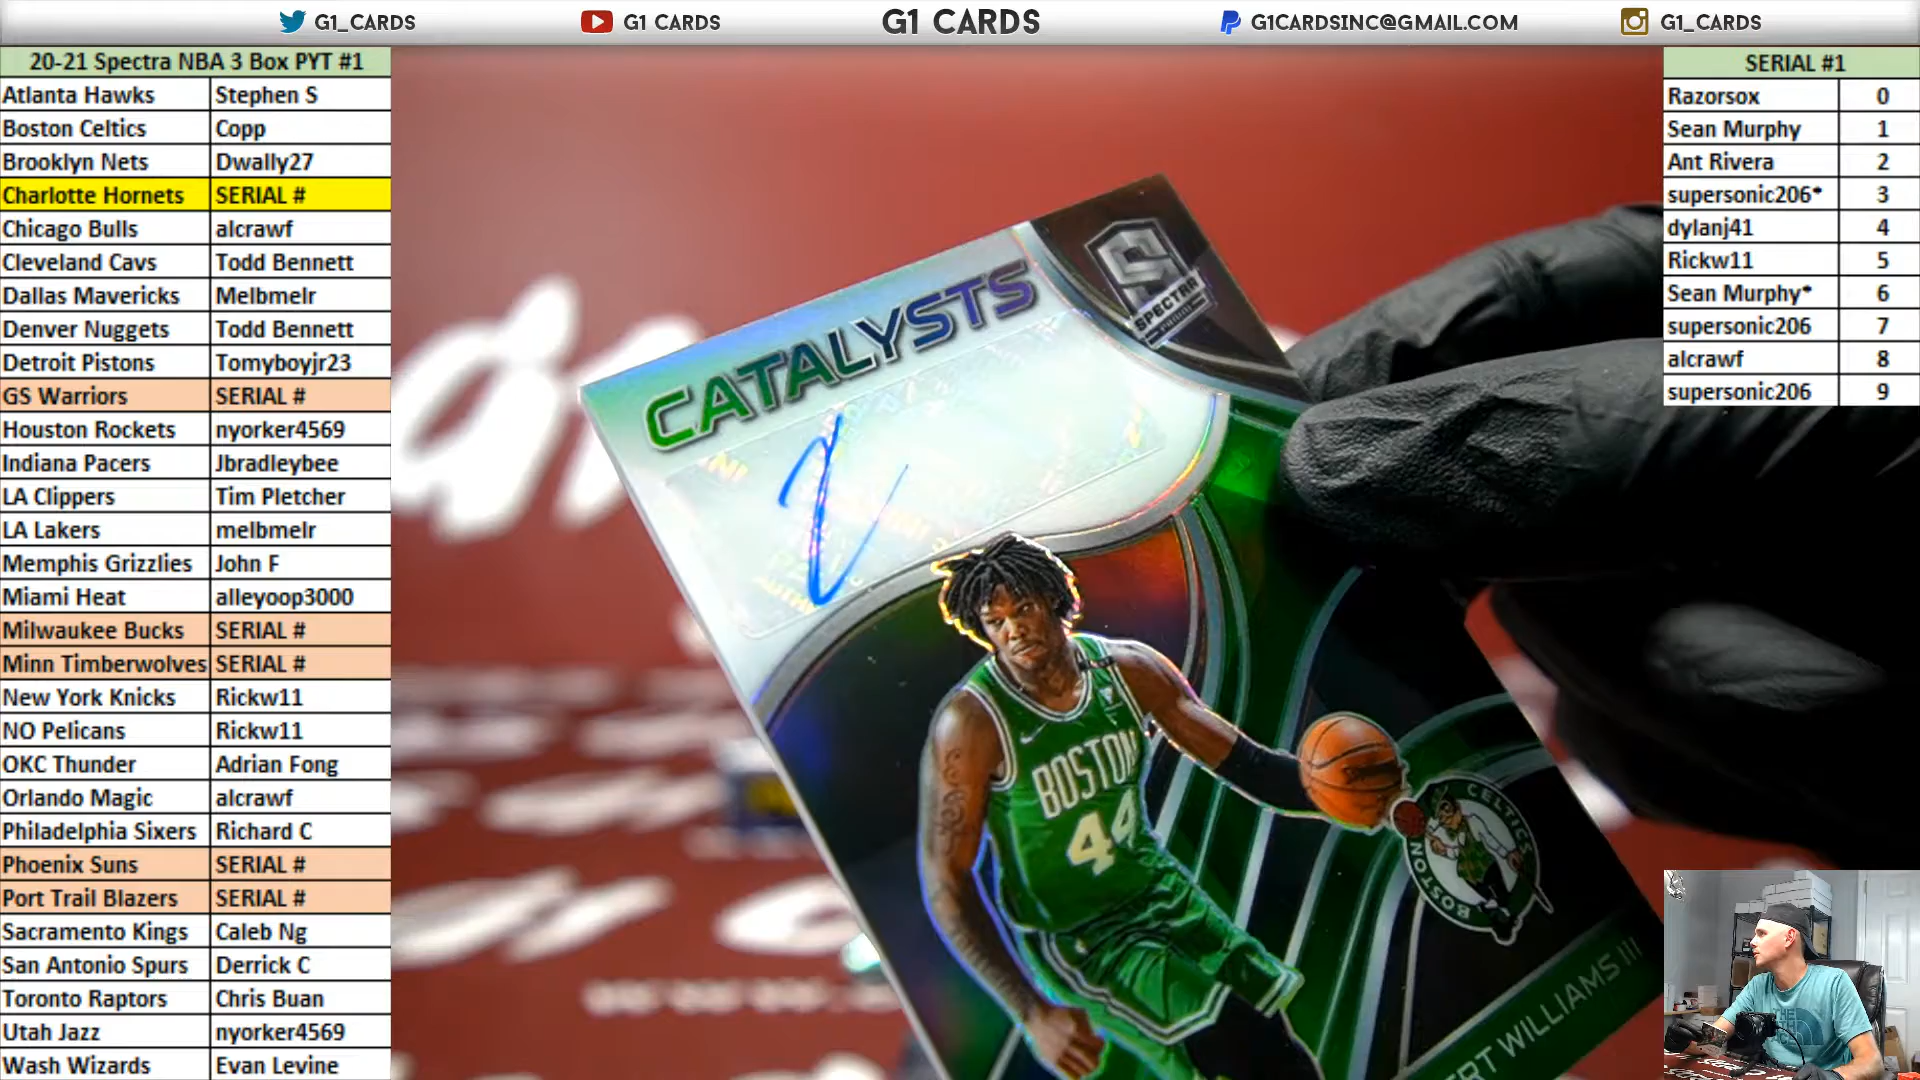 G1_CARDS G1 CARDS G1 CARDS G1CARDSINC@GMAIL.COM G1_CARDS
20-21 Spectra NBA 3 Box PYT #1
Atlanta Hawks Stephen S
Boston Celtics Copp
Brooklyn Nets Dwally27
Charlotte Hornets SERIAL #
Chicago Bulls alcrawf
Cleveland Cavs Todd Bennett
Dallas Mavericks Melbmelr
Denver Nuggets Todd Bennett
Detroit Pistons Tomyboyjr23
GS Warriors SERIAL #
Houston Rockets nyorker4569
Indiana Pacers Jbradleybee
LA Clippers Tim Pletcher
LA Lakers melbmelr
Memphis Grizzlies John F
Miami Heat alleyoop3000
Milwaukee Bucks SERIAL #
Minn Timberwolves SERIAL #
New York Knicks Rickw11
NO Pelicans Rickw11
OKC Thunder Adrian Fong
Orlando Magic alcrawf
Philadelphia Sixers Richard C
Phoenix Suns SERIAL #
Port Trail Blazers SERIAL #
Sacramento Kings Caleb Ng
San Antonio Spurs Derrick C
Toronto Raptors Chris Buan
Utah Jazz nyorker4569
Wash Wizards Evan Levine
SERIAL #1
Razorsox 0
Sean Murphy 1
Ant Rivera 2
supersonic206* 3
dylanj41 4
Rickw11 5
Sean Murphy* 6
supersonic206 7
alcrawf 8
supersonic206 9
CATALYSTS
S
SPECTRA
PANINI
BOSTON
44
BOSTON CELTICS
WILLIAMS III